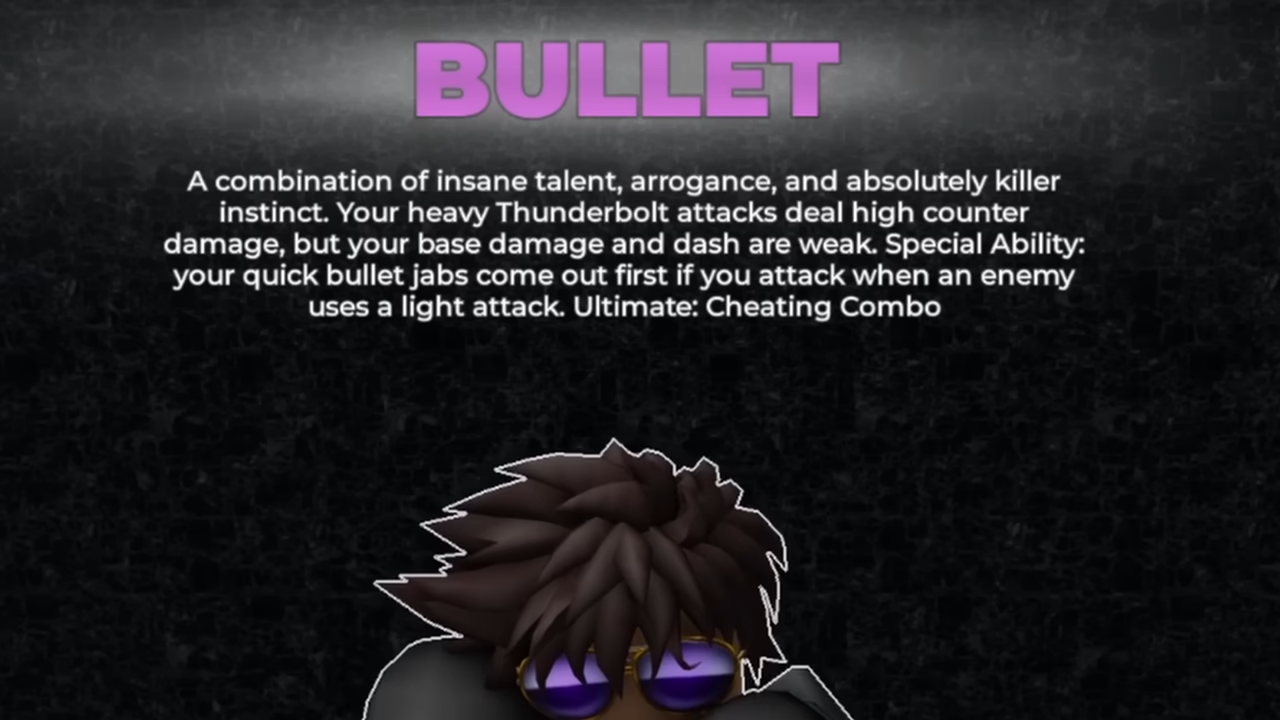 BULLET
A combination of insane talent, arrogance, and absolutely killer
instinct. Your heavy Thunderbolt attacks deal high counter
damage, but your base damage and dash are weak. Special Ability:
your quick bullet jabs come out first if you attack when an enemy
uses a light attack. Ultimate: Cheating Combo